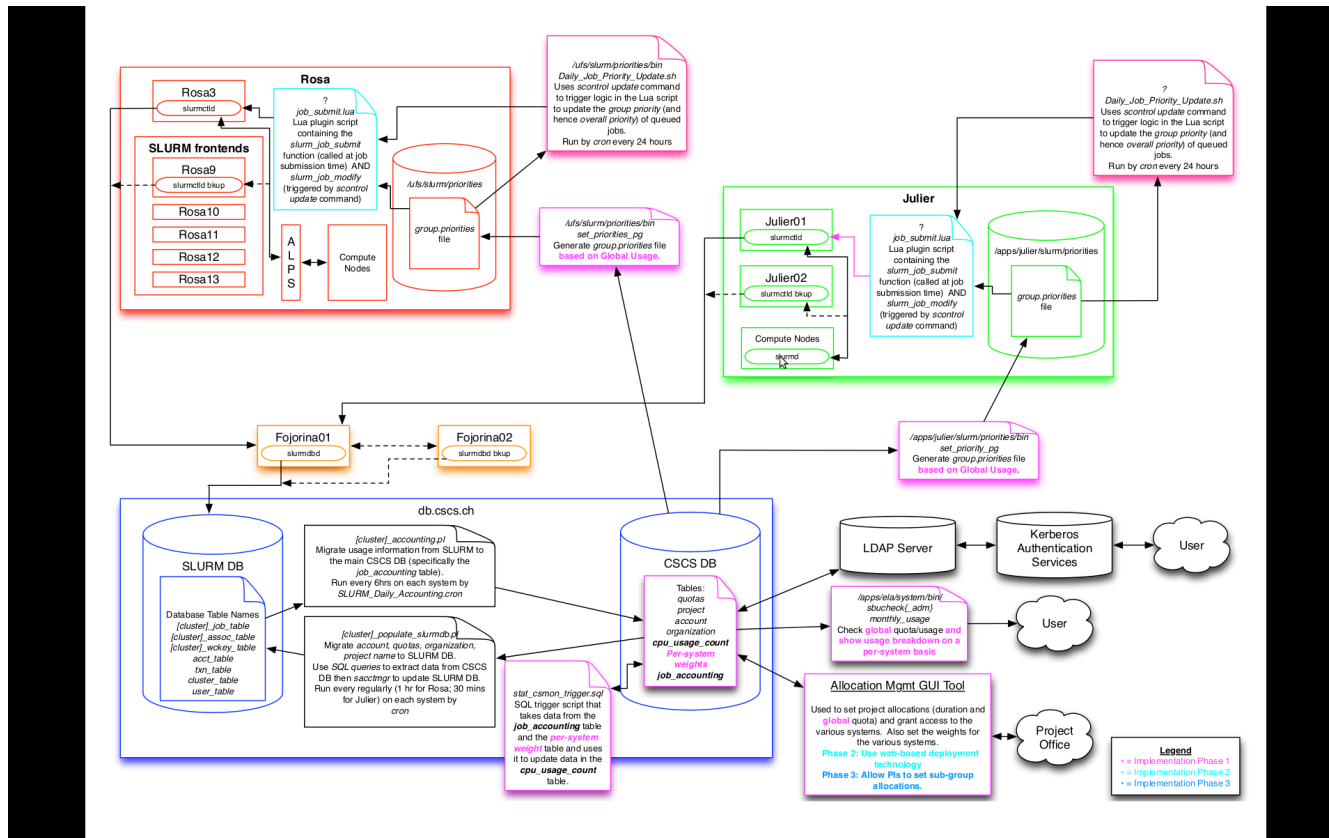 Rosa
Rosa3
slurmctld
SLURM frontends
Rosa9
slurmctld bkup
Rosa10
Rosa11
Rosa12
Rosa13
?
job_submit.lua
Lua plugin script
containing the
slurm_job_submit
function (called at job
submission time)  AND
slurm_job_modify
(triggered by scontrol
update command)
A
L
P
S
Compute
Nodes
/ufs/slurm/priorities
group.priorities
file
/ufs/slurm/priorities/bin
Daily_Job_Priority_Update.sh
Uses scontrol update command
to trigger logic in the Lua script
to update the group priority (and
hence overall priority) of queued
jobs.
Run by cron every 24 hours
/ufs/slurm/priorities/bin
set_priorities_pg
Generate group.priorities file
based on Global Usage.
?
Daily_Job_Priority_Update.sh
Uses scontrol update command
to trigger logic in the Lua script
to update the group priority (and
hence overall priority) of queued
jobs.
Run by cron every 24 hours
Julier
Julier01
slurmctld
Julier02
slurmctld bkup
Compute Nodes
slurmd
?
job_submit.lua
Lua plugin script
containing the
slurm_job_submit
function (called at job
submission time)  AND
slurm_job_modify
(triggered by scontrol
update command)
/apps/julier/slurm/priorities
group.priorities
file
/apps/julier/slurm/priorities/bin
set_priority_pg
Generate group.priorities file
based on Global Usage.
Fojorina01
slurmdbd
Fojorina02
slurmdbd bkup
db.cscs.ch
SLURM DB
Database Table Names
[cluster]_job_table
[cluster]_assoc_table
[cluster]_wckey_table
acct_table
txn_table
cluster_table
user_table
[cluster]_accounting.pl
Migrate usage information from SLURM to
the main CSCS DB (specifically the
job_accounting table).
Run every 6hrs on each system by
SLURM_Daily_Accounting.cron
[cluster]_populate_slurmdb.pl
Migrate account, quotas, organization,
project name to SLURM DB.
Use SQL queries to extract data from CSCS
DB then sacctmgr to update SLURM DB.
Run every regularly (1 hr for Rosa; 30 mins
for Julier) on each system by
cron
CSCS DB
Tables:
quotas
project
account
organization
cpu_usage_count
Per-system
weights
job_accounting
stat_csmon_trigger.sql
SQL trigger script that
takes data from the
job_accounting table
and the per-system
weight table and uses
it to update data in the
cpu_usage_count
table.
LDAP Server
Kerberos
Authentication
Services
User
/apps/ela/system/bin/
sbucheck{_adm}
monthly_usage
Check global quota/usage and
show usage breakdown on a
per-system basis
User
Allocation Mgmt GUI Tool
Used to set project allocations (duration and
global quota) and grant access to the
various systems.  Also set the weights for
the various systems.
Phase 2: Use web-based deployment
technology
Phase 3: Allow PIs to set sub-group
allocations.
Project
Office
Legend
• = Implementation Phase 1
• = Implementation Phase 2
• = Implementation Phase 3